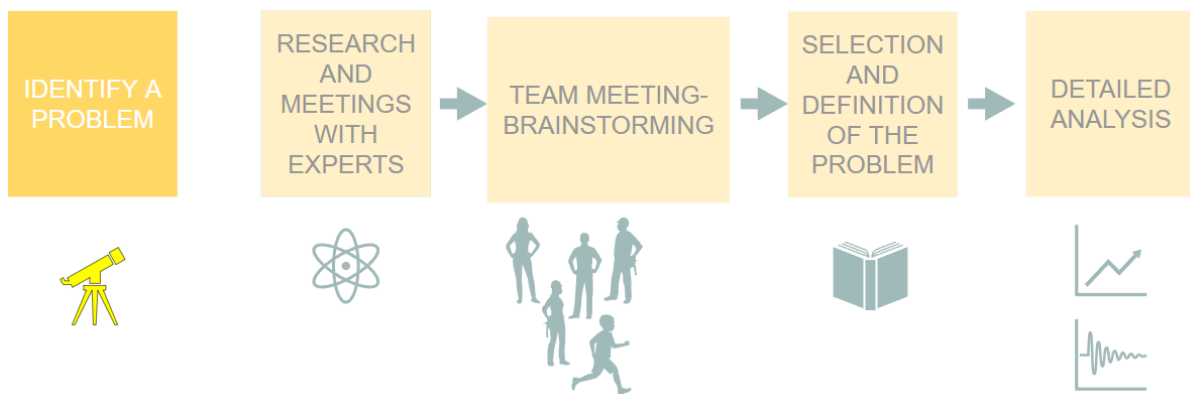 IDENTIFY A
PROBLEM
RESEARCH
AND
MEETINGS
WITH
EXPERTS
TEAM MEETING-
BRAINSTORMING
SELECTION
AND
DEFINITION
OF THE
PROBLEM
DETAILED
ANALYSIS